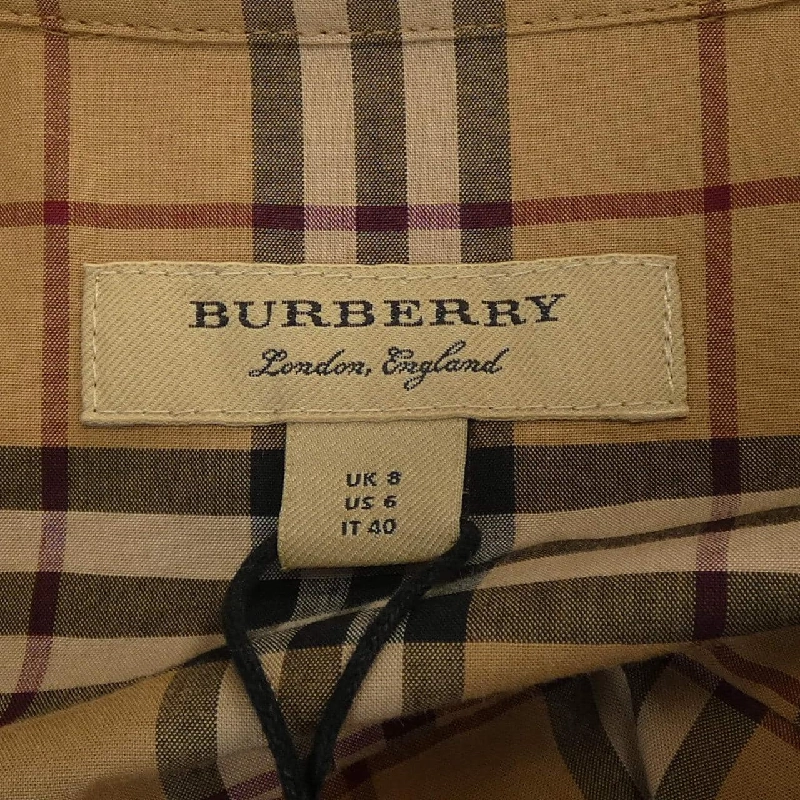 BURBERRY
London, England
UK 8
US 6
IT 40